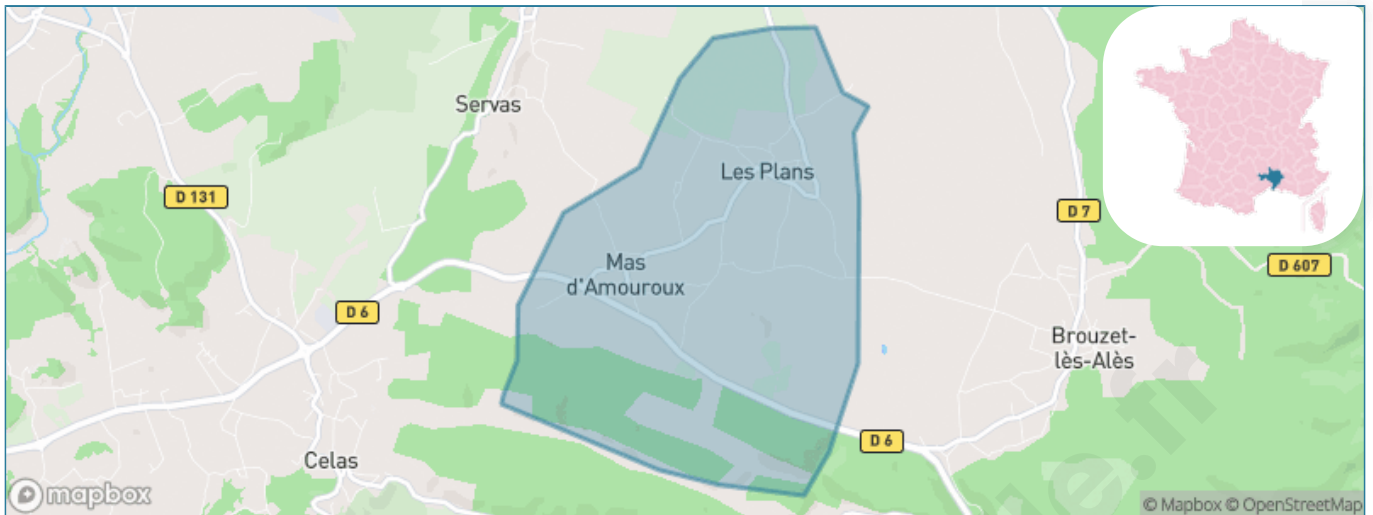 Servas
Les Plans
D 131
D 7
Mas
d'Amouroux
D 607
D 6
Brouzet-
lès-Alès
D 6
Celas
mapbox
© Mapbox © OpenStreetMap